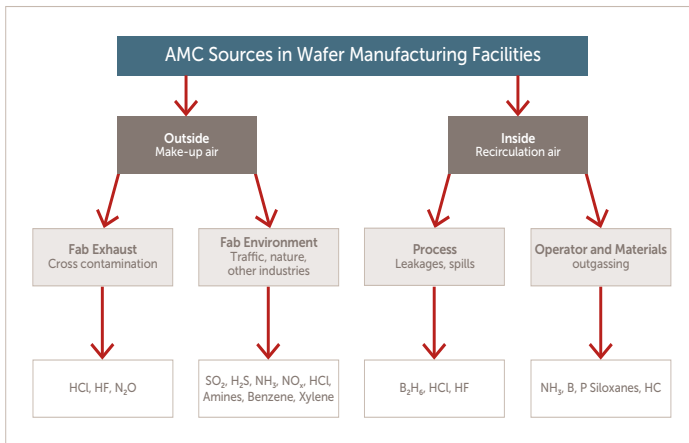 AMC Sources in Wafer Manufacturing Facilities
Outside
Make-up air
Inside
Recirculation air
Fab Exhaust
Cross contamination
Fab Environment
Traffic, nature,
other industries
Process
Leakages, spills
Operator and Materials
outgassing
HCl, HF, N₂O
SO₂, H₂S, NH₃, NOₓ, HCl,
Amines, Benzene, Xylene
B₂H₆, HCl, HF
NH₃, B, P Siloxanes, HC